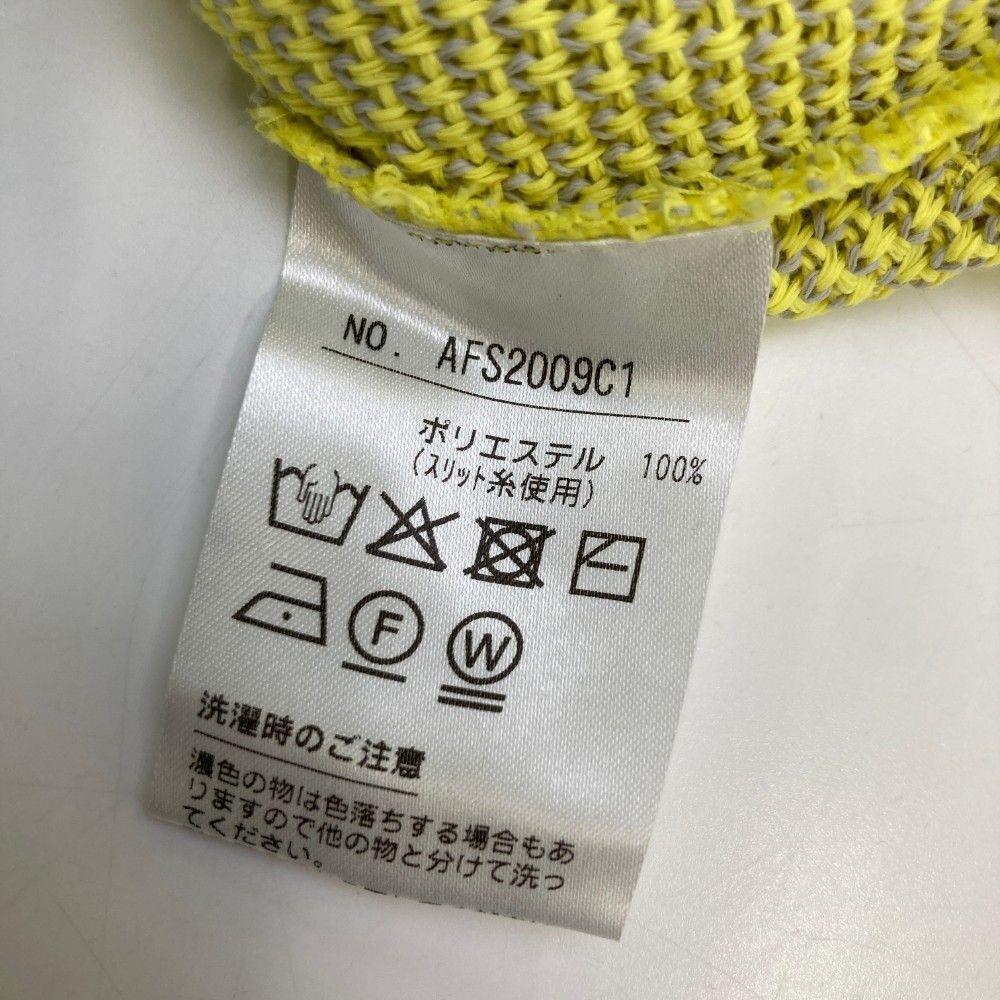 NO. AFS2009C1
ポリエステル 100%
(スリット糸使用)
F W
洗濯時のご注意
濃色の物は色落ちする場合もあ
りますので他の物と分けて洗っ
てください。